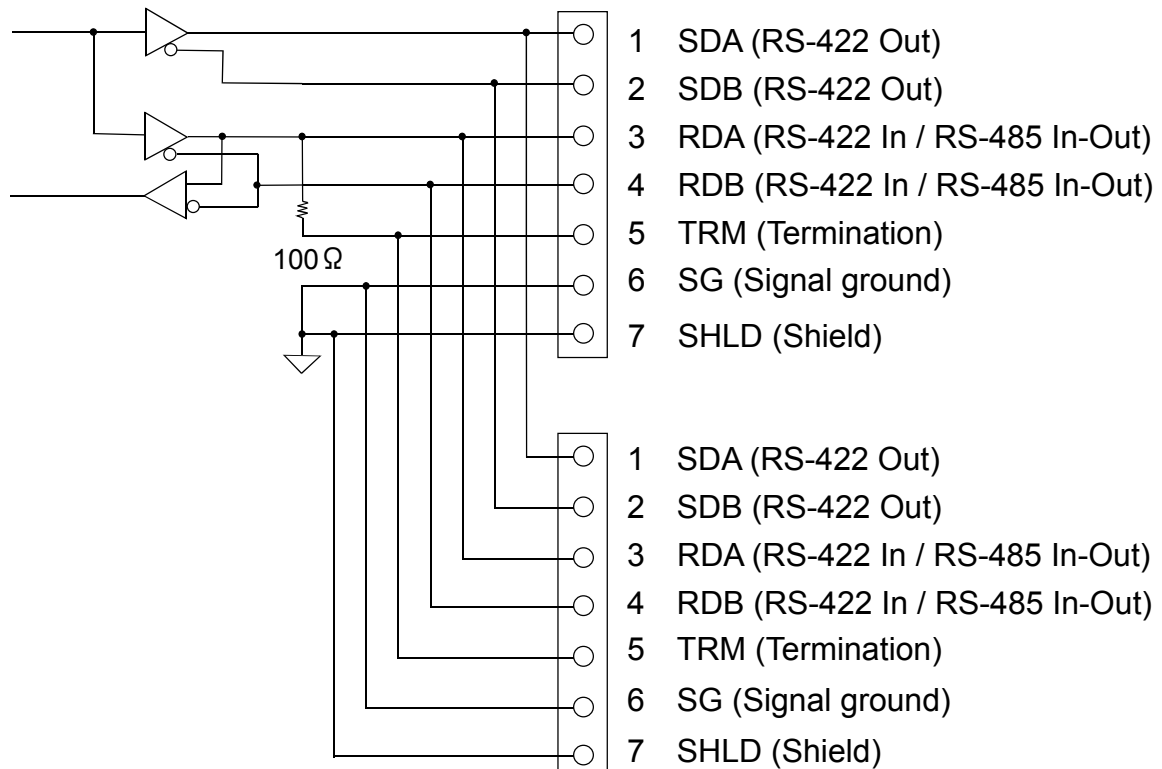 1 SDA (RS-422 Out)
2 SDB (RS-422 Out)
3 RDA (RS-422 In / RS-485 In-Out)
4 RDB (RS-422 In / RS-485 In-Out)
5 TRM (Termination)
100 Ω
6 SG (Signal ground)
7 SHLD (Shield)
1 SDA (RS-422 Out)
2 SDB (RS-422 Out)
3 RDA (RS-422 In / RS-485 In-Out)
4 RDB (RS-422 In / RS-485 In-Out)
5 TRM (Termination)
6 SG (Signal ground)
7 SHLD (Shield)